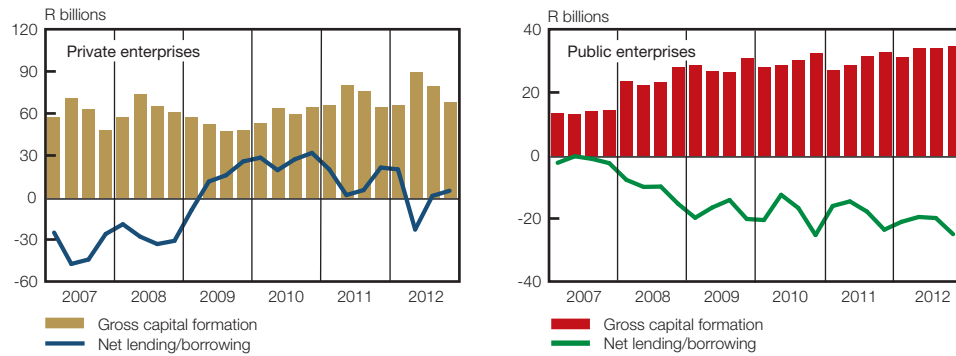 R billions
120
Private enterprises
90
60
30
0
-30
-60
2007 2008 2009 2010 2011 2012
Gross capital formation
Net lending/borrowing
R billions
40
Public enterprises
20
0
-20
-40
2007 2008 2009 2010 2011 2012
Gross capital formation
Net lending/borrowing